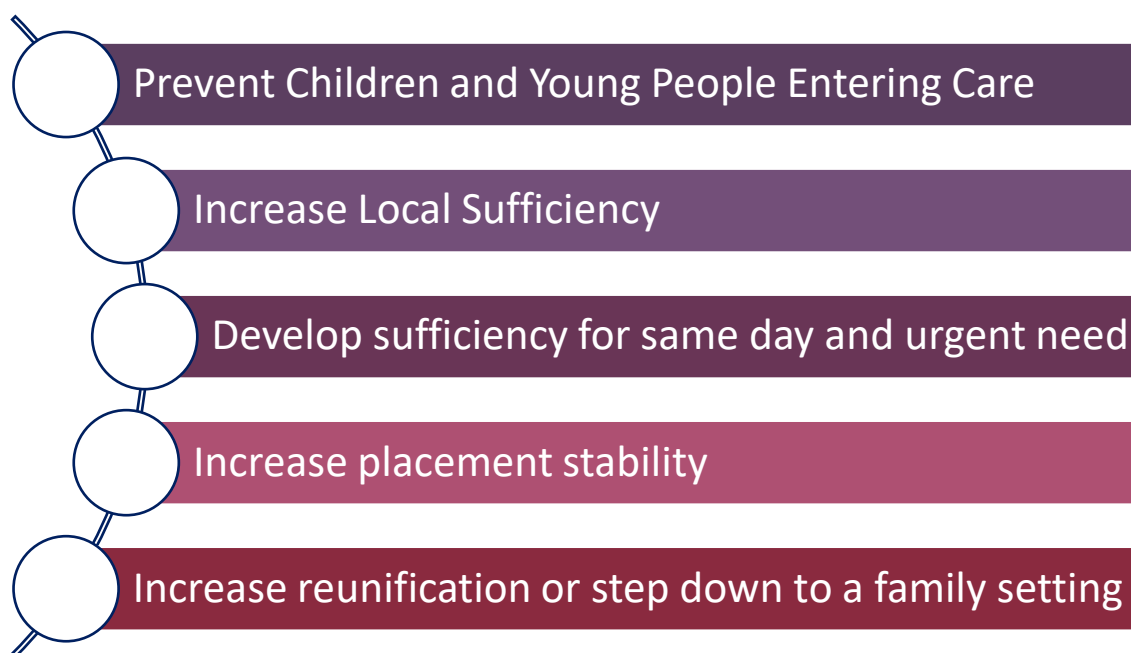 Prevent Children and Young People Entering Care
Increase Local Sufficiency
Develop sufficiency for same day and urgent need
Increase placement stability
Increase reunification or step down to a family setting